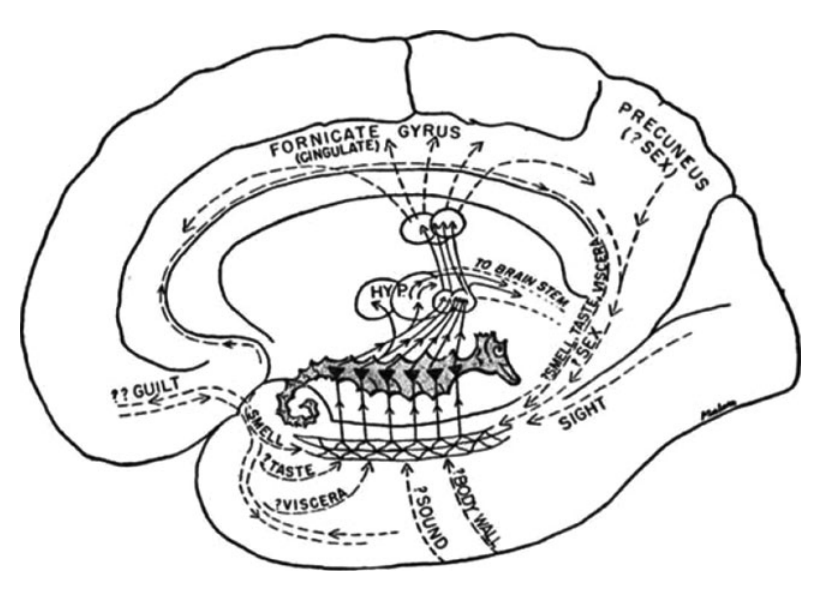 FORNICATE GYRUS
(CINGULATE)
PRECUNEUS
(? SEX)
HYP.
TO BRAIN STEM
?SMELL, TASTE, VISCERA
? SEX
?? GUILT
SMELL
?TASTE
?VISCERA
?SOUND
?BODY WALL
SIGHT